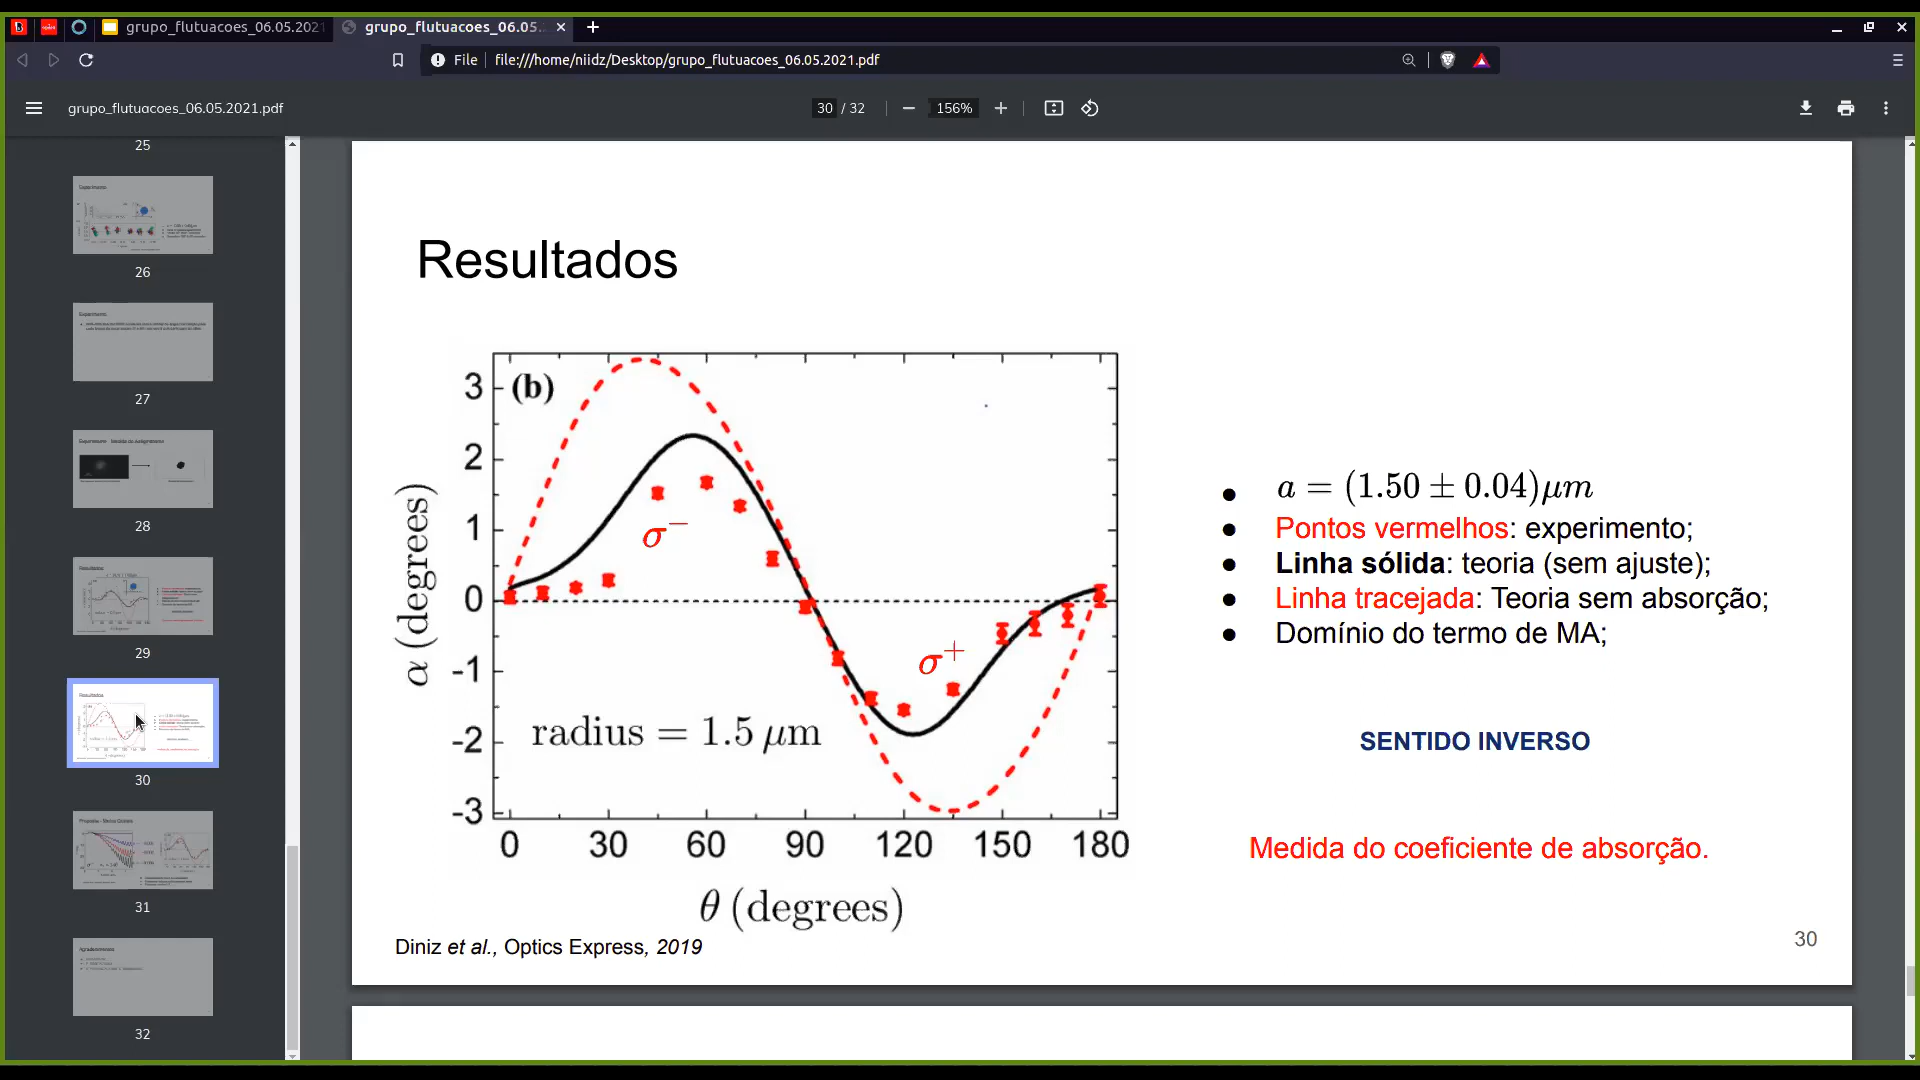 grupo_flutuacoes_06.05.2021
grupo_flutuacoes_06.05.
File
file:///home/niidz/Desktop/grupo_flutuacoes_06.05.2021.pdf
grupo_flutuacoes_06.05.2021.pdf
30 / 32
156%
25
26
27
28
29
30
31
32
Resultados
(b)
3
2
1
0
-1
-2
-3
α (degrees)
σ⁻
σ⁺
radius = 1.5 μm
0 30 60 90 120 150 180
θ (degrees)
● a = (1.50 ± 0.04)μm
● Pontos vermelhos: experimento;
● Linha sólida: teoria (sem ajuste);
● Linha tracejada: Teoria sem absorção;
● Domínio do termo de MA;
SENTIDO INVERSO
Medida do coeficiente de absorção.
Diniz et al., Optics Express, 2019
30